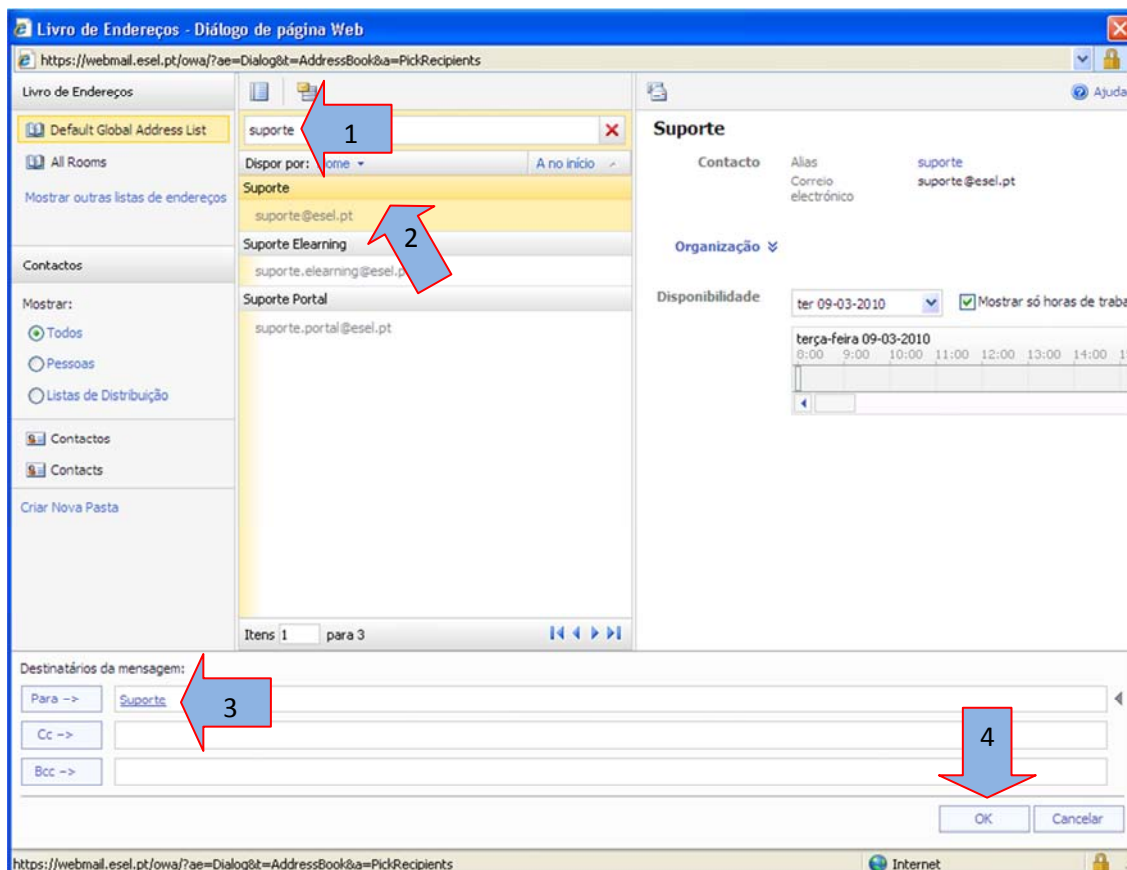 Livro de Endereços - Diálogo de página Web
https://webmail.esel.pt/owa/?ae=Dialog&t=AddressBook&a=PickRecipients
Livro de Endereços
Default Global Address List
All Rooms
Mostrar outras listas de endereços
Contactos
Mostrar:
Todos
Pessoas
Listas de Distribuição
Contactos
Contacts
Criar Nova Pasta
suporte
1
Dispor por: ome A no início
Suporte
suporte@esel.pt
2
Suporte Elearning
suporte.elearning@esel.p
Suporte Portal
suporte.portal@esel.pt
Itens 1 para 3
Ajuda
Suporte
Contacto Alias suporte
Correio electrónico suporte@esel.pt
Organização
Disponibilidade ter 09-03-2010 Mostrar só horas de traba
terça-feira 09-03-2010
8:00 9:00 10:00 11:00 12:00 13:00 14:00 1
Destinatários da mensagem:
Para -> Suporte
3
Cc ->
4
Bcc ->
OK Cancelar
https://webmail.esel.pt/owa/?ae=Dialog&t=AddressBook&a=PickRecipients Internet